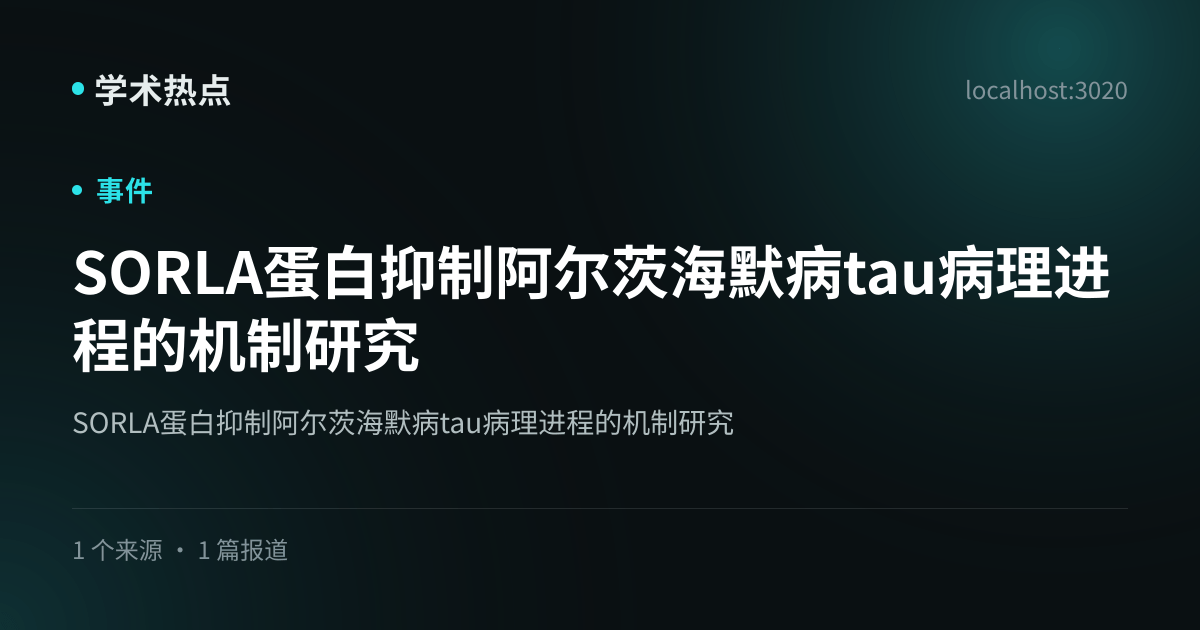 学术热点
localhost:3020
事件
SORLA蛋白抑制阿尔茨海默病tau病理进
程的机制研究
SORLA蛋白抑制阿尔茨海默病tau病理进程的机制研究
1 个来源 · 1 篇报道